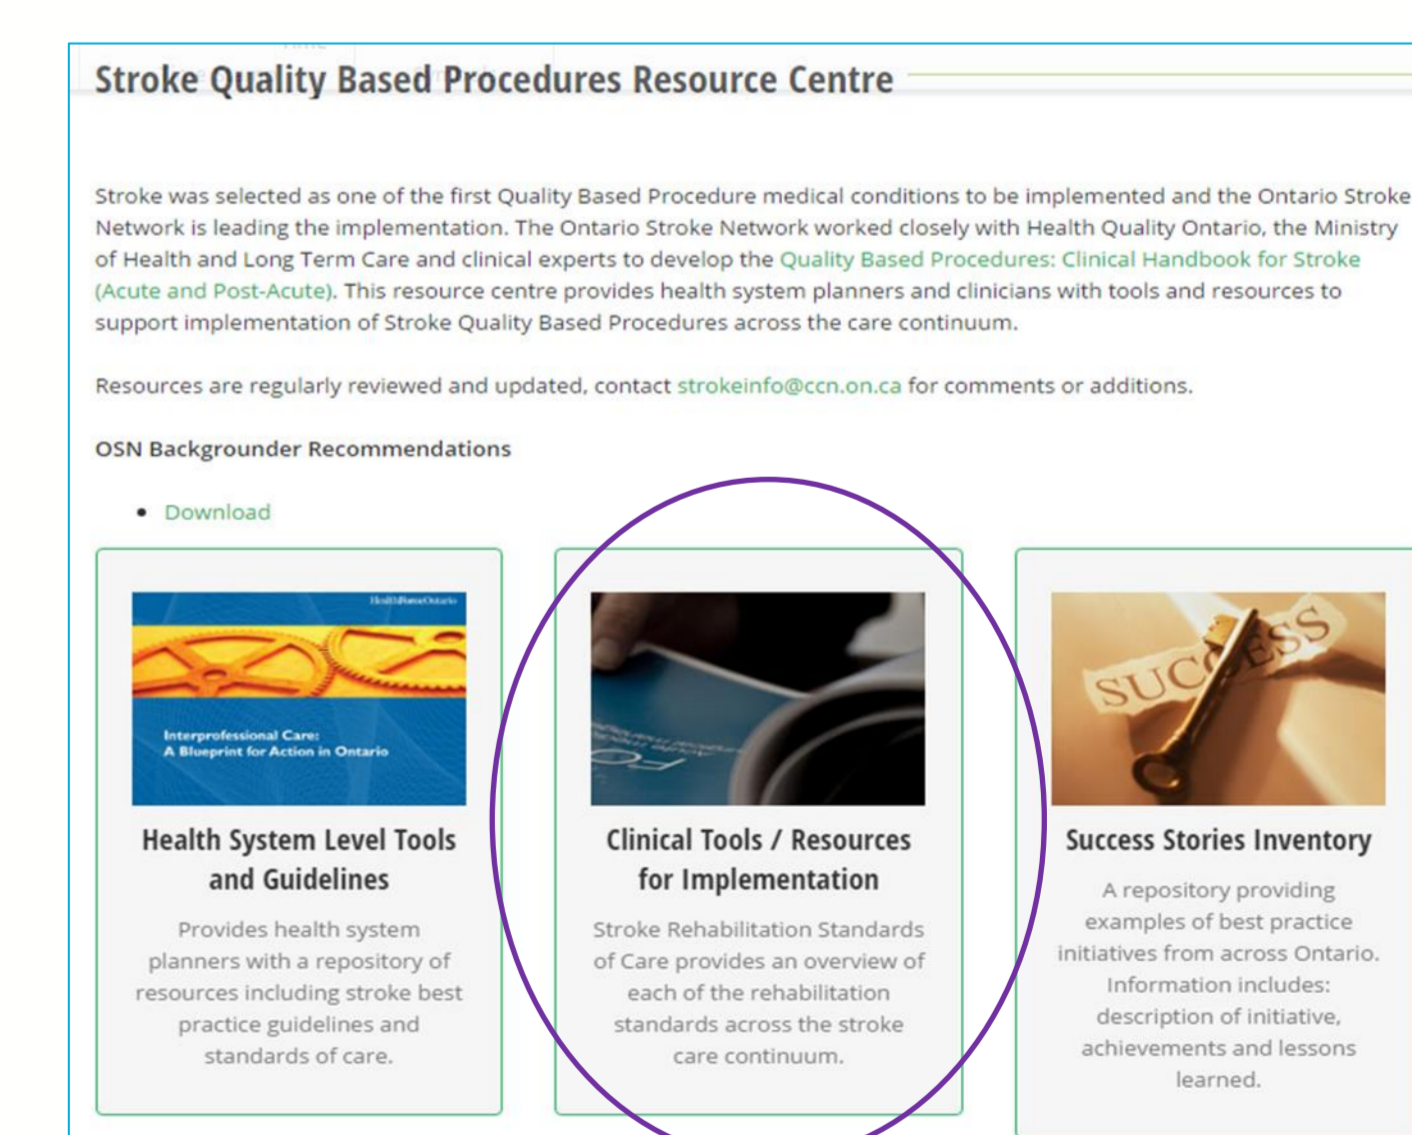 Stroke Quality Based Procedures Resource Centre
Stroke was selected as one of the first Quality Based Procedure medical conditions to be implemented and the Ontario Stroke
Network is leading the implementation. The Ontario Stroke Network worked closely with Health Quality Ontario, the Ministry
of Health and Long Term Care and clinical experts to develop the Quality Based Procedures: Clinical Handbook for Stroke
(Acute and Post-Acute). This resource centre provides health system planners and clinicians with tools and resources to
support implementation of Stroke Quality Based Procedures across the care continuum.
Resources are regularly reviewed and updated, contact strokeinfo@ccn.on.ca for comments or additions.
OSN Backgrounder Recommendations
• Download
HealthForceOntario
Interprofessional Care:
A Blueprint for Action in Ontario
Health System Level Tools
and Guidelines
Provides health system
planners with a repository of
resources including stroke best
practice guidelines and
standards of care.
Clinical Tools / Resources
for Implementation
Stroke Rehabilitation Standards
of Care provides an overview of
each of the rehabilitation
standards across the stroke
care continuum.
SUCCESS
Success Stories Inventory
A repository providing
examples of best practice
initiatives from across Ontario.
Information includes:
description of initiative,
achievements and lessons
learned.